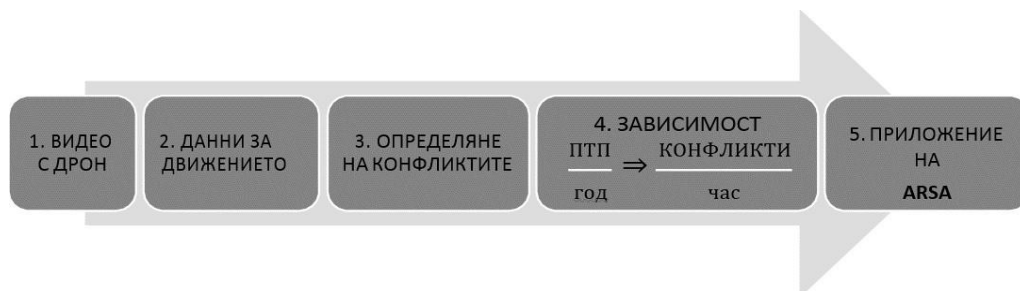 1. ВИДЕО
С ДРОН
2. ДАННИ ЗА
ДВИЖЕНИЕТО
3. ОПРЕДЕЛЯНЕ
НА КОНФЛИКТИТЕ
4. ЗАВИСИМОСТ
ПТП ⇒ КОНФЛИКТИ
год час
5. ПРИЛОЖЕНИЕ
НА
ARSA